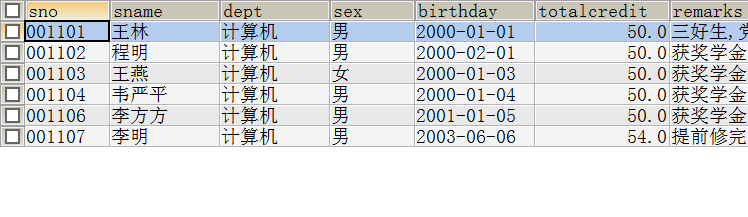 sno sname dept sex birthday totalcredit remarks
001101 王林 计算机 男 2000-01-01 50.0 三好生,党
001102 程明 计算机 男 2000-02-01 50.0 获奖学金
001103 王燕 计算机 女 2000-01-03 50.0 获奖学金
001104 韦严平 计算机 男 2000-01-04 50.0 获奖学金
001106 李方方 计算机 男 2001-01-05 50.0 获奖学金
001107 李明 计算机 男 2003-06-06 54.0 提前修完